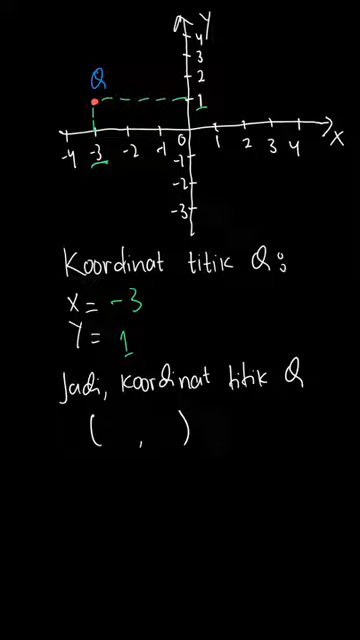 Y
4
3
Q
2
1
-4 -3 -2 -1 0 1 2 3 4 X
-1
-2
-3
Koordinat titik Q:
X = -3
Y = 1
Jadi, koordinat titik Q
( , )